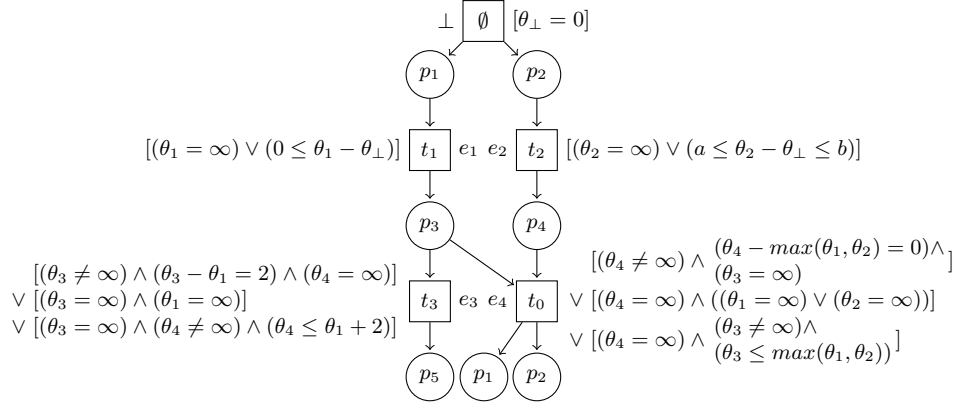 ⊥ ∅ [θ⊥ = 0]
p1 p2
[(θ1 = ∞) ∨ (0 ≤ θ1 − θ⊥)] t1 e1 e2 t2 [(θ2 = ∞) ∨ (a ≤ θ2 − θ⊥ ≤ b)]
p3 p4
[(θ3 ≠ ∞) ∧ (θ3 − θ1 = 2) ∧ (θ4 = ∞)]
∨ [(θ3 = ∞) ∧ (θ1 = ∞)]
∨ [(θ3 = ∞) ∧ (θ4 ≠ ∞) ∧ (θ4 ≤ θ1 + 2)]
t3 e3 e4 t0
[(θ4 ≠ ∞) ∧ (θ4 − max(θ1, θ2) = 0)∧
(θ3 = ∞) ]
∨ [(θ4 = ∞) ∧ ((θ1 = ∞) ∨ (θ2 = ∞))]
∨ [(θ4 = ∞) ∧ (θ3 ≠ ∞)∧
(θ3 ≤ max(θ1, θ2)) ]
p5 p1 p2